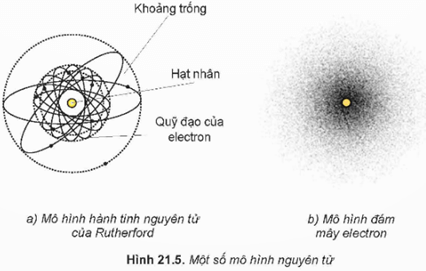 Khoảng trống
Hạt nhân
Quỹ đạo của
electron
a) Mô hình hành tinh nguyên tử
của Rutherford
b) Mô hình đám
mây electron
Hình 21.5. Một số mô hình nguyên tử